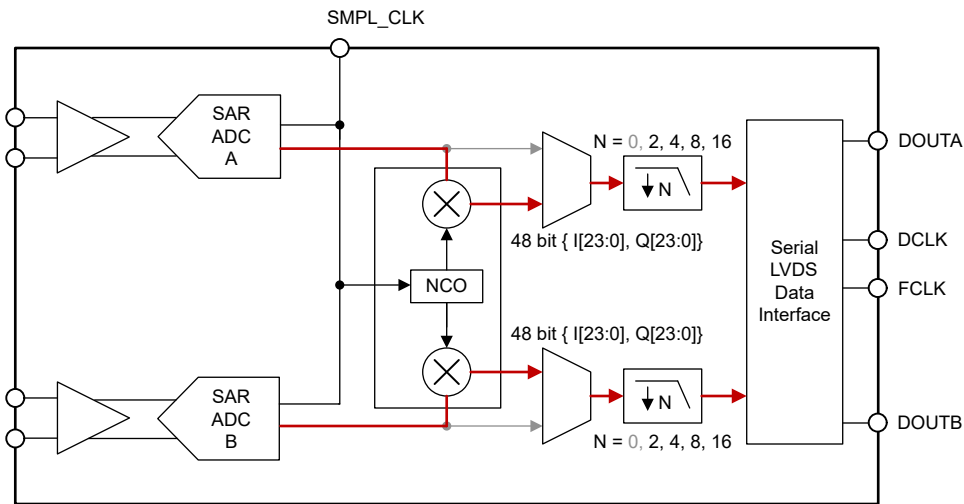 SMPL_CLK
SAR
ADC
A
N = 0, 2, 4, 8, 16
↓ N
48 bit { I[23:0], Q[23:0]}
DOUTA
DCLK
FCLK
Serial
LVDS
Data
Interface
NCO
48 bit { I[23:0], Q[23:0]}
SAR
ADC
B
↓ N
N = 0, 2, 4, 8, 16
DOUTB